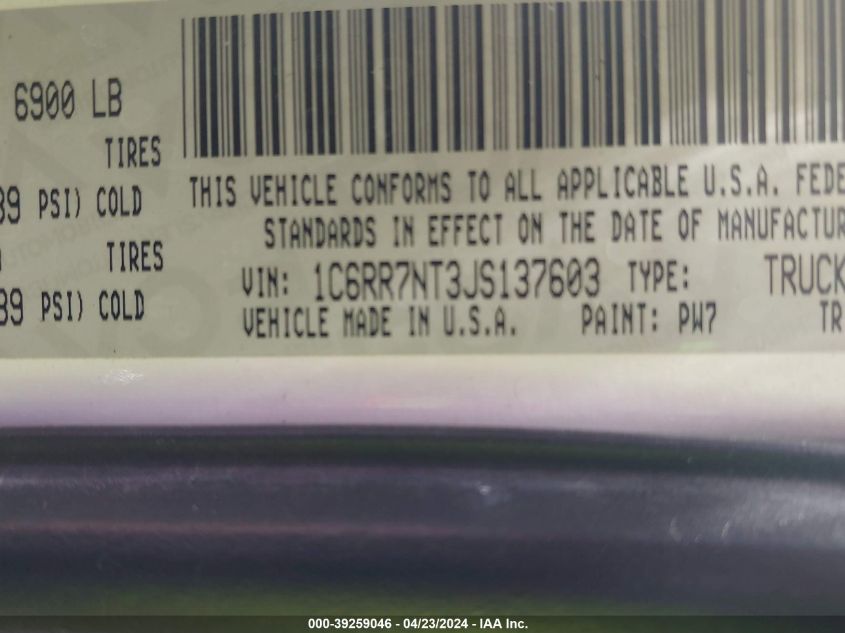 6900 LB
TIRES
39 PSI) COLD
TIRES
39 PSI) COLD
THIS VEHICLE CONFORMS TO ALL APPLICABLE U.S.A. FEDE
STANDARDS IN EFFECT ON THE DATE OF MANUFACTUR
VIN: 1C6RR7NT3JS137603 TYPE: TRUCK
VEHICLE MADE IN U.S.A. PAINT: PW7 TR
000-39259046 - 04/23/2024 - IAA Inc.